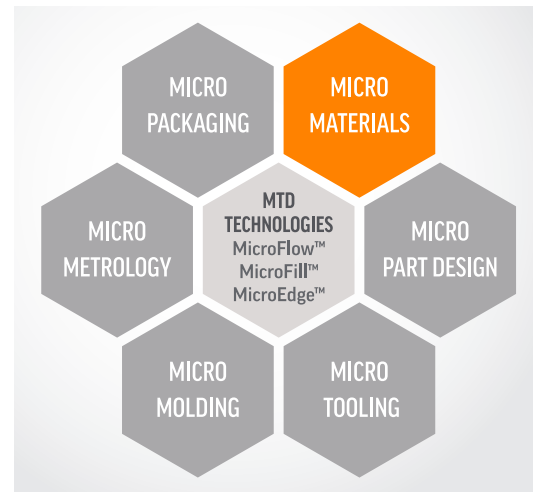 MICRO
PACKAGING
MICRO
MATERIALS
MICRO
METROLOGY
MTD
TECHNOLOGIES
MicroFlow™
MicroFill™
MicroEdge™
MICRO
PART DESIGN
MICRO
MOLDING
MICRO
TOOLING